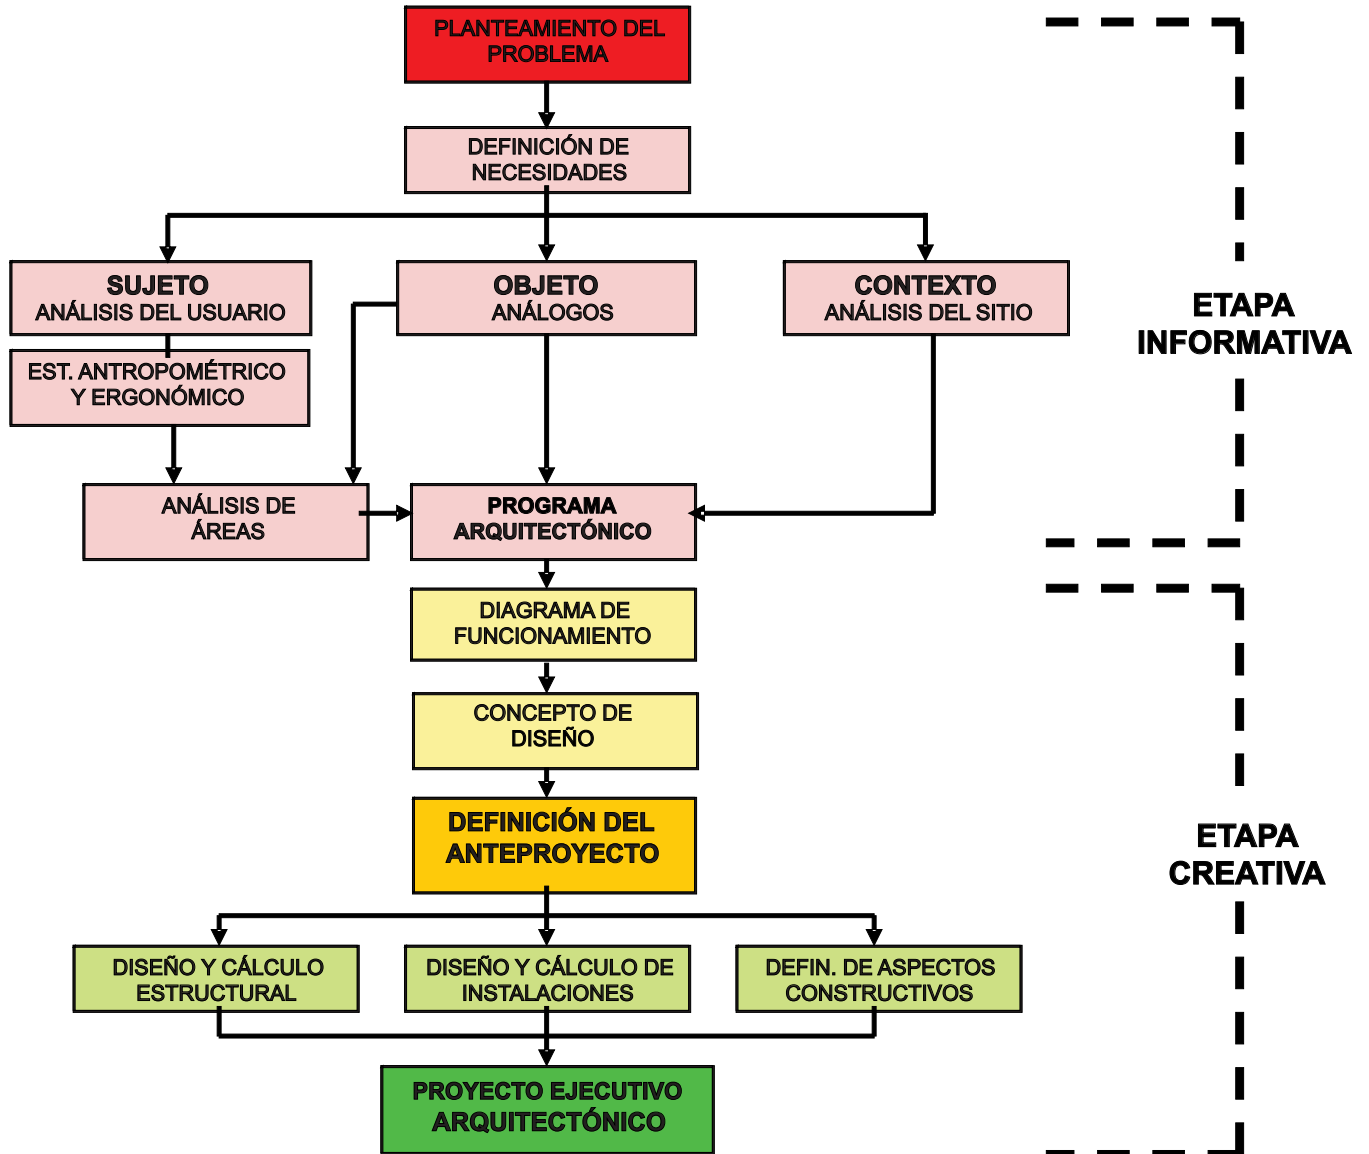 PLANTEAMIENTO DEL
PROBLEMA
DEFINICIÓN DE
NECESIDADES
SUJETO
ANÁLISIS DEL USUARIO
OBJETO
ANÁLOGOS
CONTEXTO
ANÁLISIS DEL SITIO
ETAPA
INFORMATIVA
EST. ANTROPOMÉTRICO
Y ERGONÓMICO
ANÁLISIS DE
ÁREAS
PROGRAMA
ARQUITECTÓNICO
DIAGRAMA DE
FUNCIONAMIENTO
CONCEPTO DE
DISEÑO
DEFINICIÓN DEL
ANTEPROYECTO
ETAPA
CREATIVA
DISEÑO Y CÁLCULO
ESTRUCTURAL
DISEÑO Y CÁLCULO DE
INSTALACIONES
DEFIN. DE ASPECTOS
CONSTRUCTIVOS
PROYECTO EJECUTIVO
ARQUITECTÓNICO